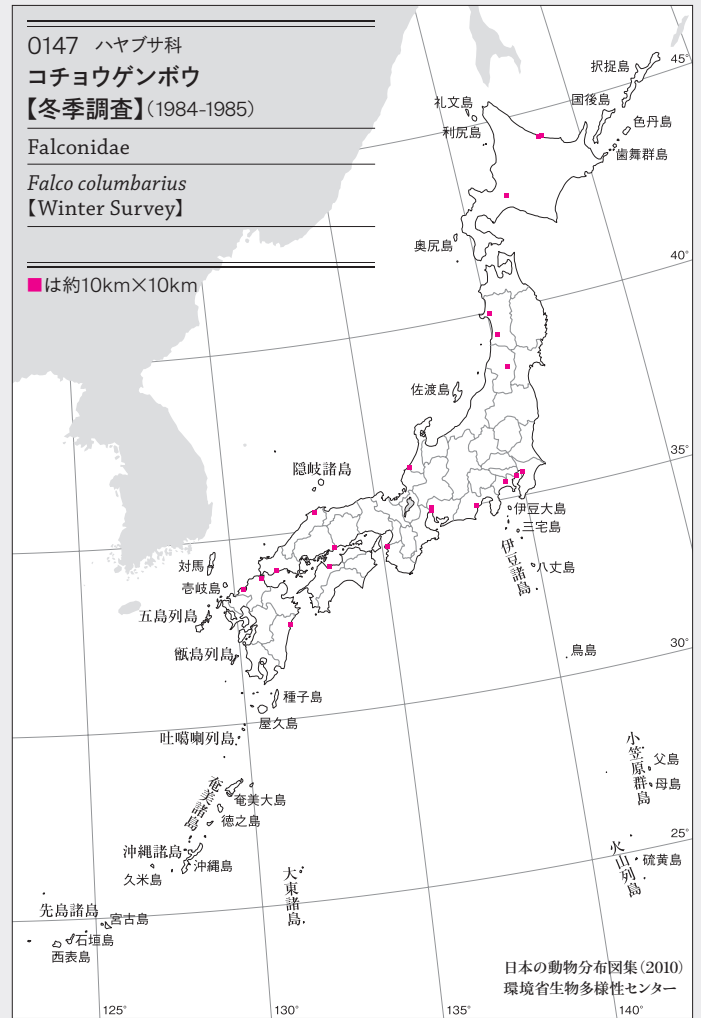 0147 ハヤブサ科
コチョウゲンボウ
【冬季調査】(1984-1985)
Falconidae
Falco columbarius
【Winter Survey】
■は約10km×10km
択捉島
45°
国後島
礼文島
色丹島
利尻島
歯舞群島
奥尻島
40°
佐渡島
35°
隠岐諸島
伊豆大島
三宅島
伊豆諸島
八丈島
対馬
壱岐島
五島列島
甑島列島
鳥島
30°
種子島
屋久島
吐噶喇列島
小笠原群島
父島
母島
奄美諸島
奄美大島
徳之島
25°
火山列島
硫黄島
沖縄諸島
沖縄島
久米島
大東諸島
先島諸島
宮古島
石垣島
西表島
日本の動物分布図集(2010)
環境省生物多様性センター
125°
130°
135°
140°